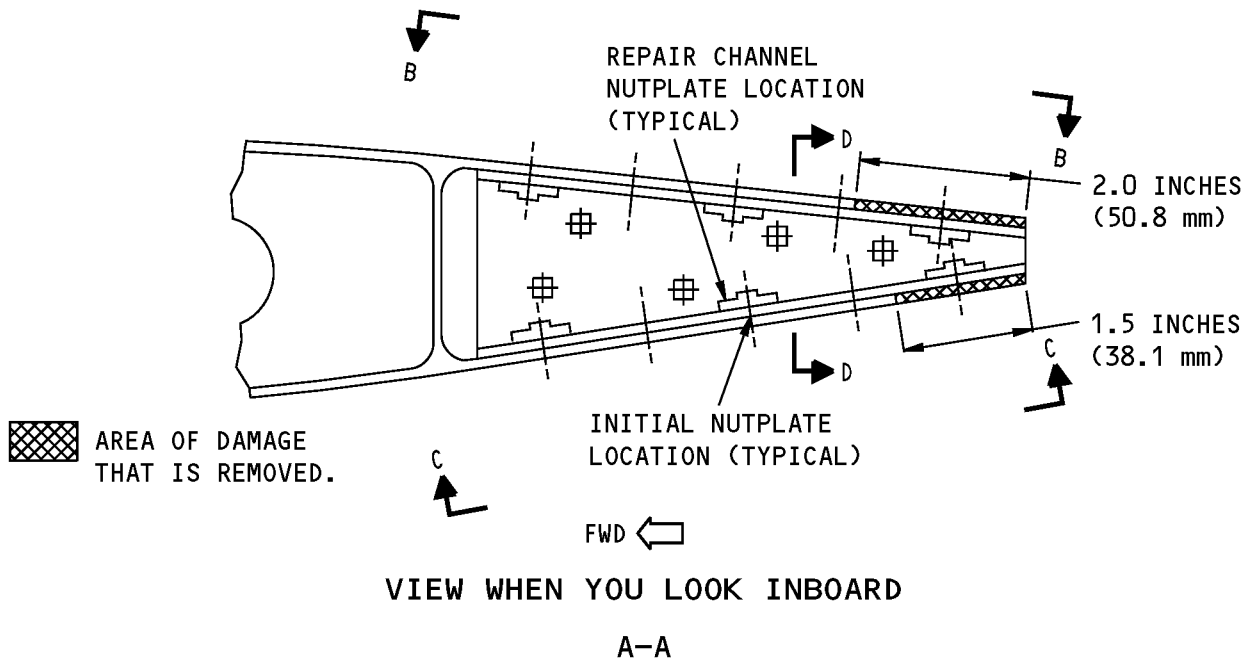 B
REPAIR CHANNEL
NUTPLATE LOCATION
(TYPICAL)
D
B
2.0 INCHES
(50.8 mm)
1.5 INCHES
(38.1 mm)
C
D
INITIAL NUTPLATE
LOCATION (TYPICAL)
AREA OF DAMAGE
THAT IS REMOVED.
C
FWD
VIEW WHEN YOU LOOK INBOARD
A-A